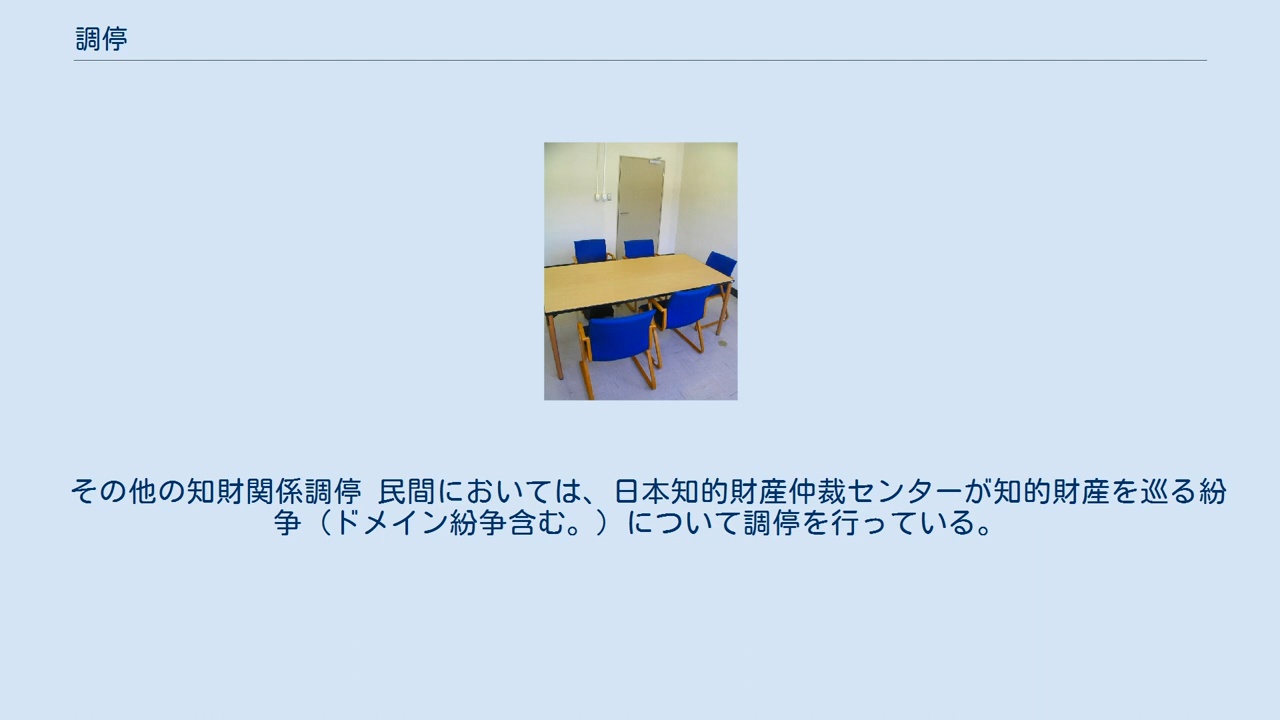 調停
その他の知財関係調停 民間においては、日本知的財産仲裁センターが知的財産を巡る紛
争（ドメイン紛争含む。）について調停を行っている。